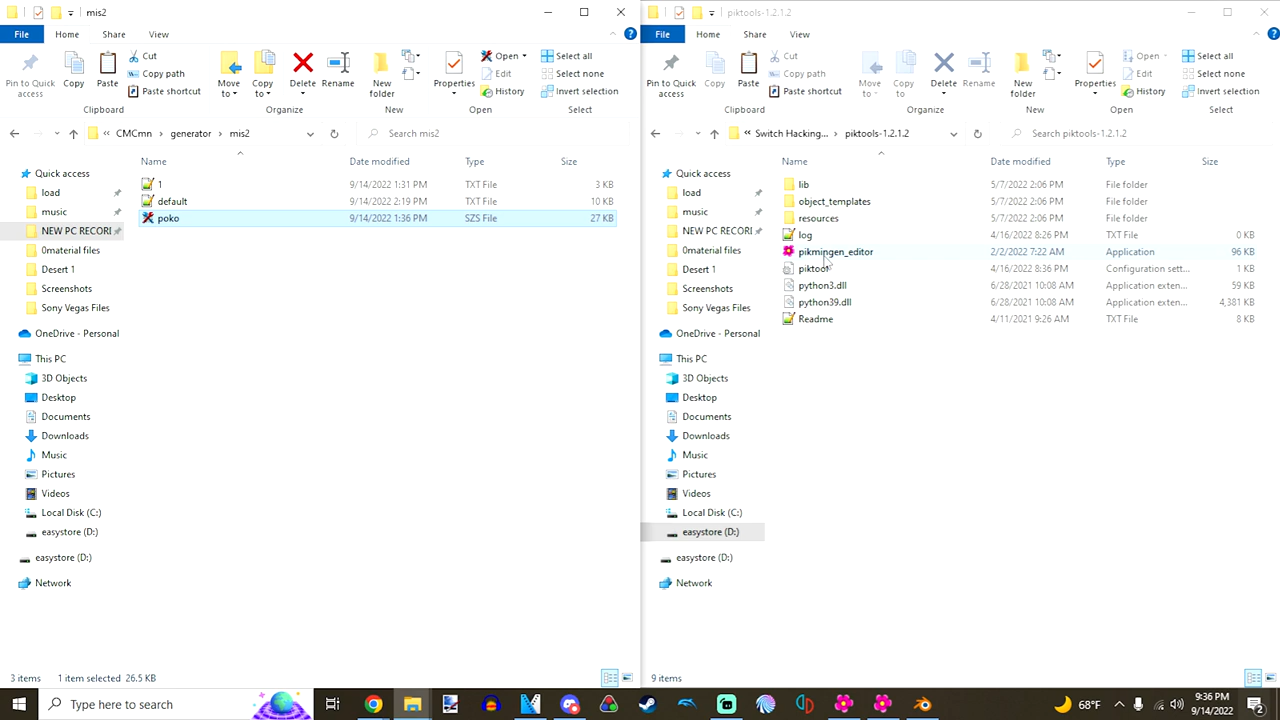 mis2
File Home Share View
Pin to Quick access
Copy
Paste
Cut
Copy path
Paste shortcut
Clipboard
Move to
Copy to
Delete
Rename
Organize
New folder
New
Properties
Open
Edit
History
Open
Select all
Select none
Invert selection
Select
CMCmn generator mis2
Search mis2
Name Date modified Type Size
1 9/14/2022 1:31 PM TXT File 3 KB
default 9/14/2022 2:19 PM TXT File 10 KB
poko 9/14/2022 1:36 PM SZS File 27 KB
Quick access
load
music
NEW PC RECORI
0material files
Desert 1
Screenshots
Sony Vegas Files
OneDrive - Personal
This PC
3D Objects
Desktop
Documents
Downloads
Music
Pictures
Videos
Local Disk (C:)
easystore (D:)
easystore (D:)
Network
3 items 1 item selected 26.5 KB
piktools-1.2.1.2
File Home Share View
Pin to Quick access
Copy
Paste
Cut
Copy path
Paste shortcut
Clipboard
Move to
Copy to
Delete
Rename
Organize
New folder
New
Properties
Open
Edit
History
Open
Select all
Select none
Invert selection
Select
Switch Hacking... piktools-1.2.1.2
Search piktools-1.2.1.2
Name Date modified Type Size
lib 5/7/2022 2:06 PM File folder
object_templates 5/7/2022 2:06 PM File folder
resources 5/7/2022 2:06 PM File folder
log 4/16/2022 8:26 PM TXT File 0 KB
pikmingen_editor 2/2/2022 7:22 AM Application 96 KB
piktool 4/16/2022 8:36 PM Configuration sett... 1 KB
python3.dll 6/28/2021 10:08 AM Application exten... 59 KB
python39.dll 6/28/2021 10:08 AM Application exten... 4,381 KB
Readme 4/11/2021 9:26 AM TXT File 8 KB
Quick access
load
music
NEW PC RECORI
0material files
Desert 1
Screenshots
Sony Vegas Files
OneDrive - Personal
This PC
3D Objects
Desktop
Documents
Downloads
Music
Pictures
Videos
Local Disk (C:)
easystore (D:)
easystore (D:)
Network
9 items
Type here to search
68°F
9:36 PM
9/14/2022